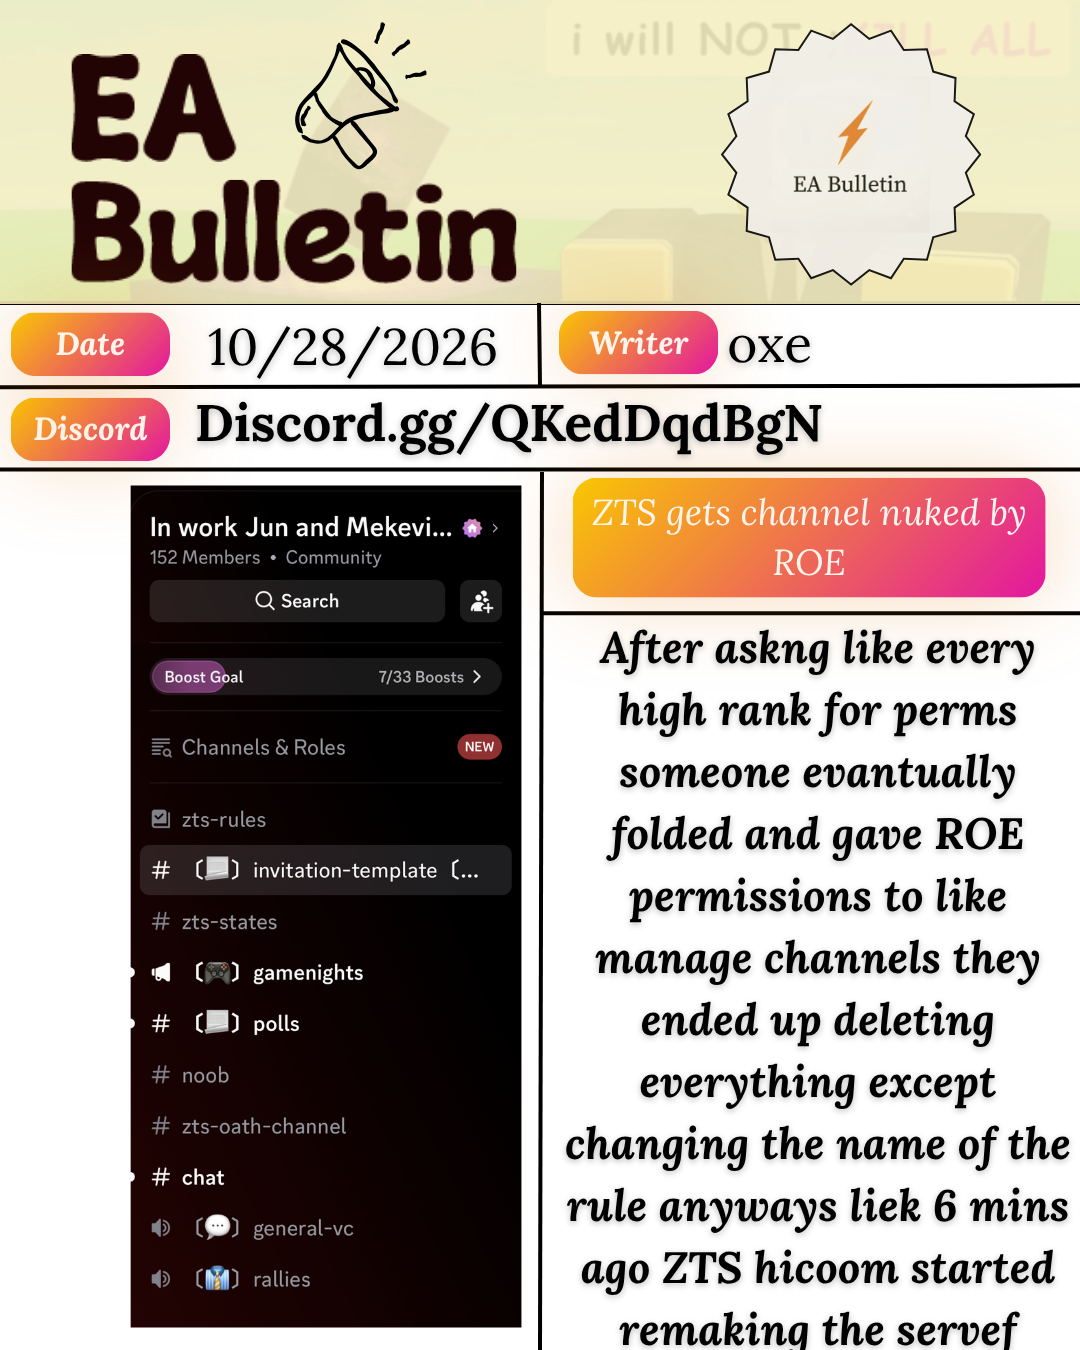 i will NOT KILL ALL
EA
Bulletin
EA Bulletin
Date
10/28/2026
Writer
oxe
Discord
Discord.gg/QKedDqdBgN
In work Jun and Mekevi...
152 Members • Community
Search
Boost Goal
7/33 Boosts
Channels & Roles
NEW
zts-rules
# 〔📃〕 invitation-template 〔...
# zts-states
〔🎮〕 gamenights
# 〔📃〕 polls
# noob
# zts-oath-channel
# chat
〔💬〕 general-vc
〔👔〕 rallies
ZTS gets channel nuked by
ROE
After askng like every
high rank for perms
someone evantually
folded and gave ROE
permissions to like
manage channels they
ended up deleting
everything except
changing the name of the
rule anyways liek 6 mins
ago ZTS hicoom started
remaking the servef